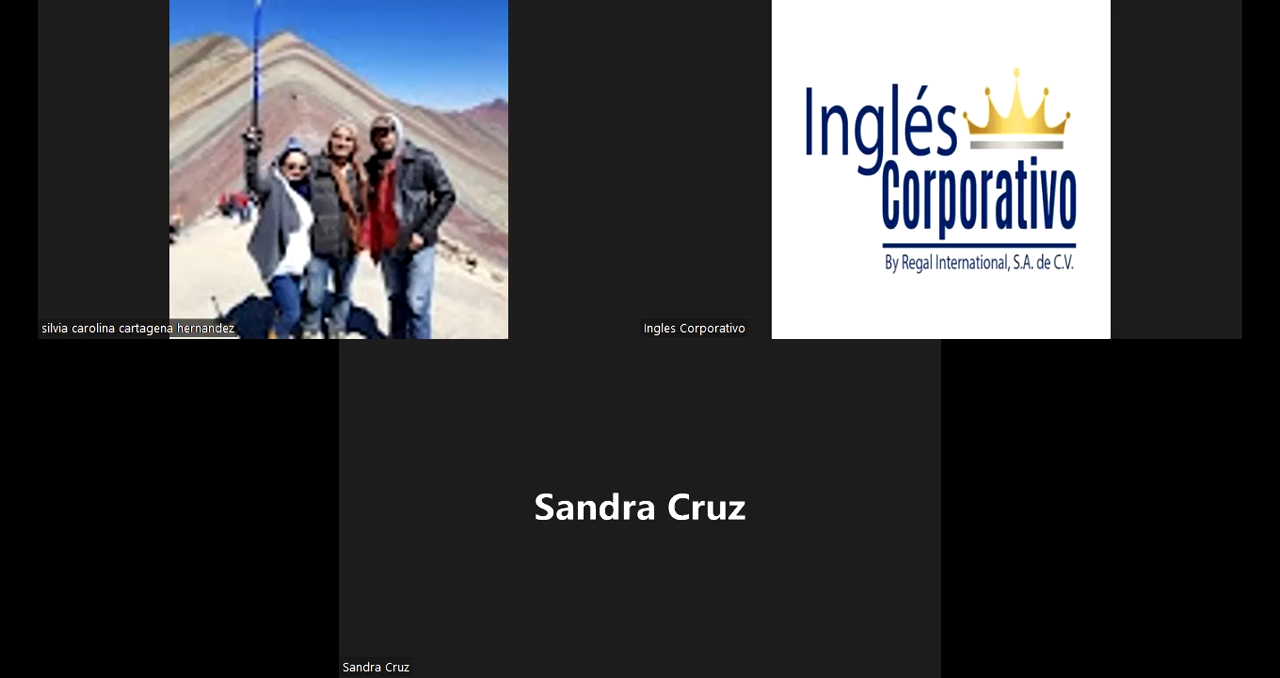 silvia carolina cartagena hernandez
Inglés
Corporativo
By Regal International, S.A. de C.V.
Ingles Corporativo
Sandra Cruz
Sandra Cruz